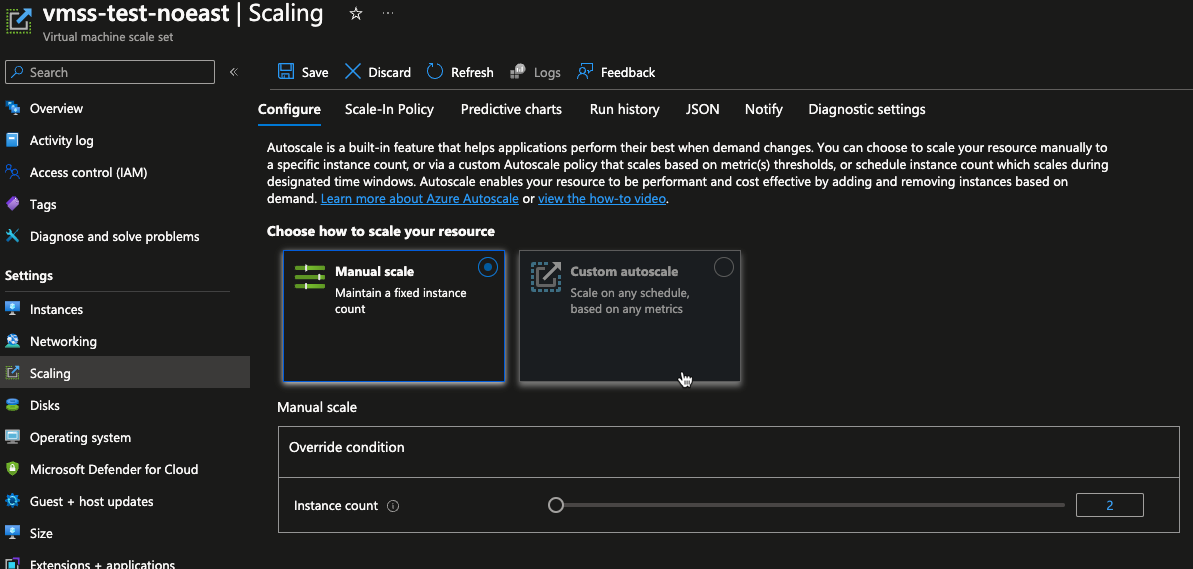 vmss-test-noeast | Scaling
Virtual machine scale set
Search
Overview
Activity log
Access control (IAM)
Tags
Diagnose and solve problems
Settings
Instances
Networking
Scaling
Disks
Operating system
Microsoft Defender for Cloud
Guest + host updates
Size
Extensions + applications
Save
Discard
Refresh
Logs
Feedback
Configure
Scale-In Policy
Predictive charts
Run history
JSON
Notify
Diagnostic settings
Autoscale is a built-in feature that helps applications perform their best when demand changes. You can choose to scale your resource manually to
a specific instance count, or via a custom Autoscale policy that scales based on metric(s) thresholds, or schedule instance count which scales during
designated time windows. Autoscale enables your resource to be performant and cost effective by adding and removing instances based on
demand. Learn more about Azure Autoscale or view the how-to video.
Choose how to scale your resource
Manual scale
Maintain a fixed instance
count
Custom autoscale
Scale on any schedule,
based on any metrics
Manual scale
Override condition
Instance count
2